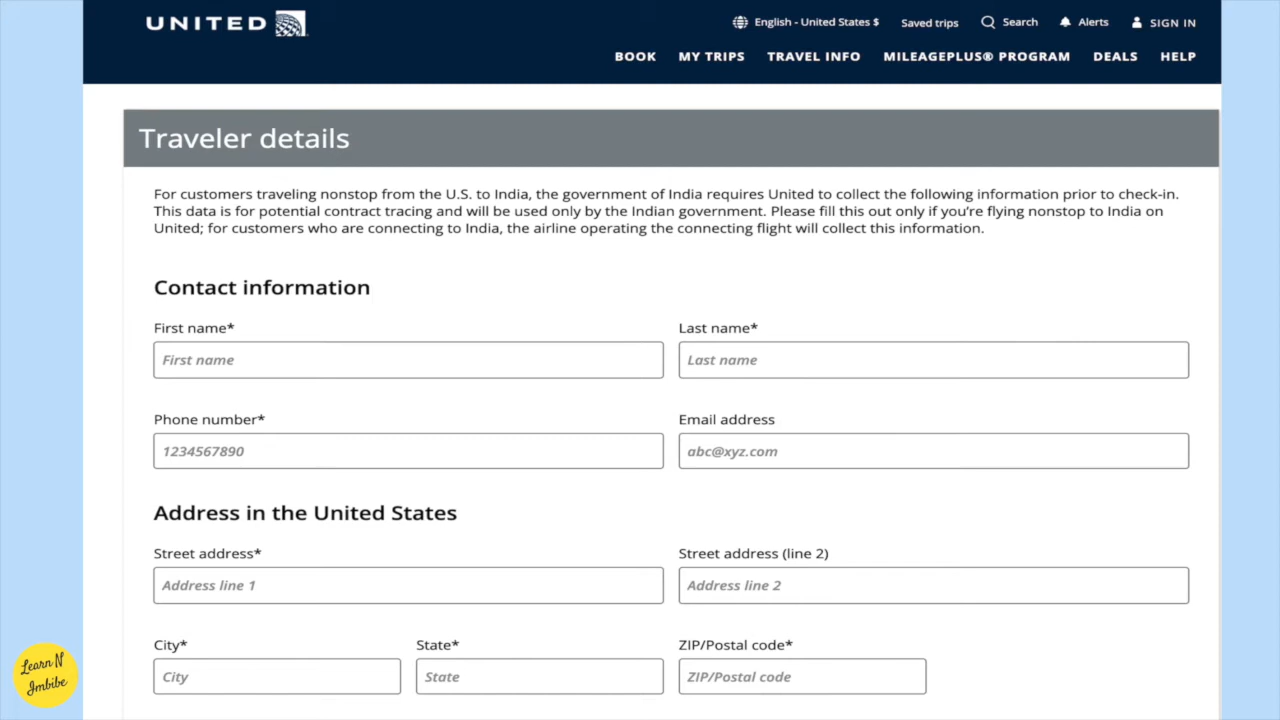 UNITED
English - United States $ Saved trips Search Alerts SIGN IN
BOOK MY TRIPS TRAVEL INFO MILEAGEPLUS® PROGRAM DEALS HELP
Traveler details
For customers traveling nonstop from the U.S. to India, the government of India requires United to collect the following information prior to check-in.
This data is for potential contract tracing and will be used only by the Indian government. Please fill this out only if you’re flying nonstop to India on
United; for customers who are connecting to India, the airline operating the connecting flight will collect this information.
Contact information
First name* Last name*
First name Last name
Phone number* Email address
1234567890 abc@xyz.com
Address in the United States
Street address* Street address (line 2)
Address line 1 Address line 2
City* State* ZIP/Postal code*
City State ZIP/Postal code
Learn N
Imbibe